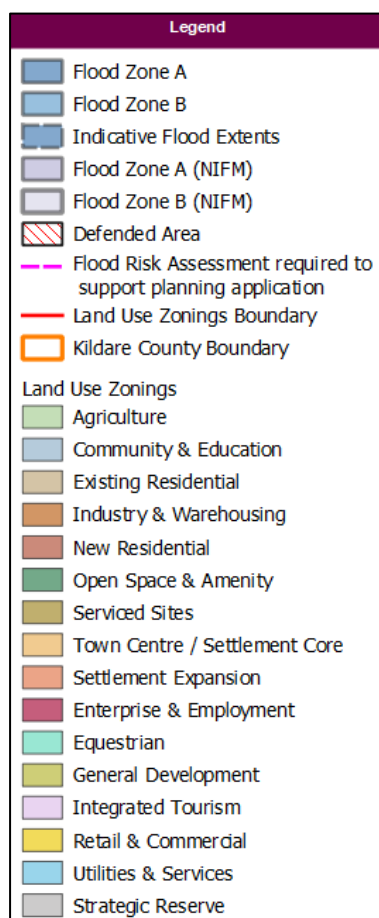 Legend
Flood Zone A
Flood Zone B
Indicative Flood Extents
Flood Zone A (NIFM)
Flood Zone B (NIFM)
Defended Area
Flood Risk Assessment required to
support planning application
Land Use Zonings Boundary
Kildare County Boundary
Land Use Zonings
Agriculture
Community & Education
Existing Residential
Industry & Warehousing
New Residential
Open Space & Amenity
Serviced Sites
Town Centre / Settlement Core
Settlement Expansion
Enterprise & Employment
Equestrian
General Development
Integrated Tourism
Retail & Commercial
Utilities & Services
Strategic Reserve